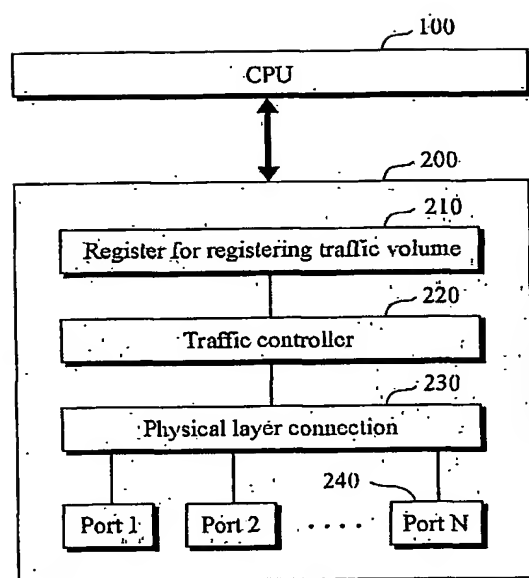 100
CPU
200
210
Register for registering traffic volume
220
Traffic controller
230
Physical layer connection
240
Port 1 Port 2 ..... Port N